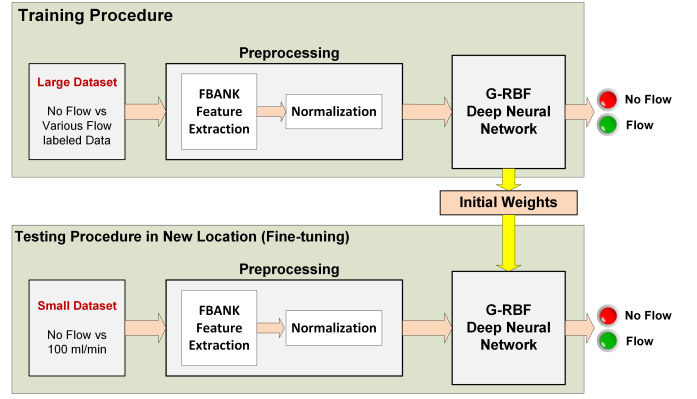 Training Procedure
Preprocessing
Large Dataset
No Flow vs
Various Flow
labeled Data
FBANK
Feature
Extraction
Normalization
G-RBF
Deep Neural
Network
No Flow
Flow
Initial Weights
Testing Procedure in New Location (Fine-tuning)
Preprocessing
Small Dataset
No Flow vs
100 ml/min
FBANK
Feature
Extraction
Normalization
G-RBF
Deep Neural
Network
No Flow
Flow